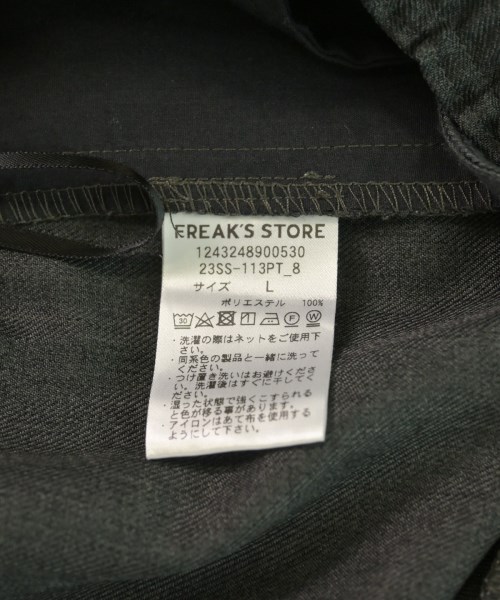 FREAK'S STORE
1243248900530
23SS-113PT_8
サイズ L
ポリエステル 100%
30 F W
・洗濯の際はネットをご使用下
さい。
・同系色の製品と一緒に洗って
ください。
・つけ置き洗いはお避けくださ
い。洗濯後はすぐに干してく
ださい。
・湿った状態で強くこすられる
と色が移る事があります。
・アイロンはあて布を使用する
ようにして下さい。